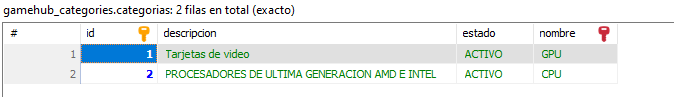 gamehub_categories.categorias: 2 filas en total (exacto)
# id descripcion estado nombre
1 1 Tarjetas de video ACTIVO GPU
2 2 PROCESADORES DE ULTIMA GENERACION AMD E INTEL ACTIVO CPU